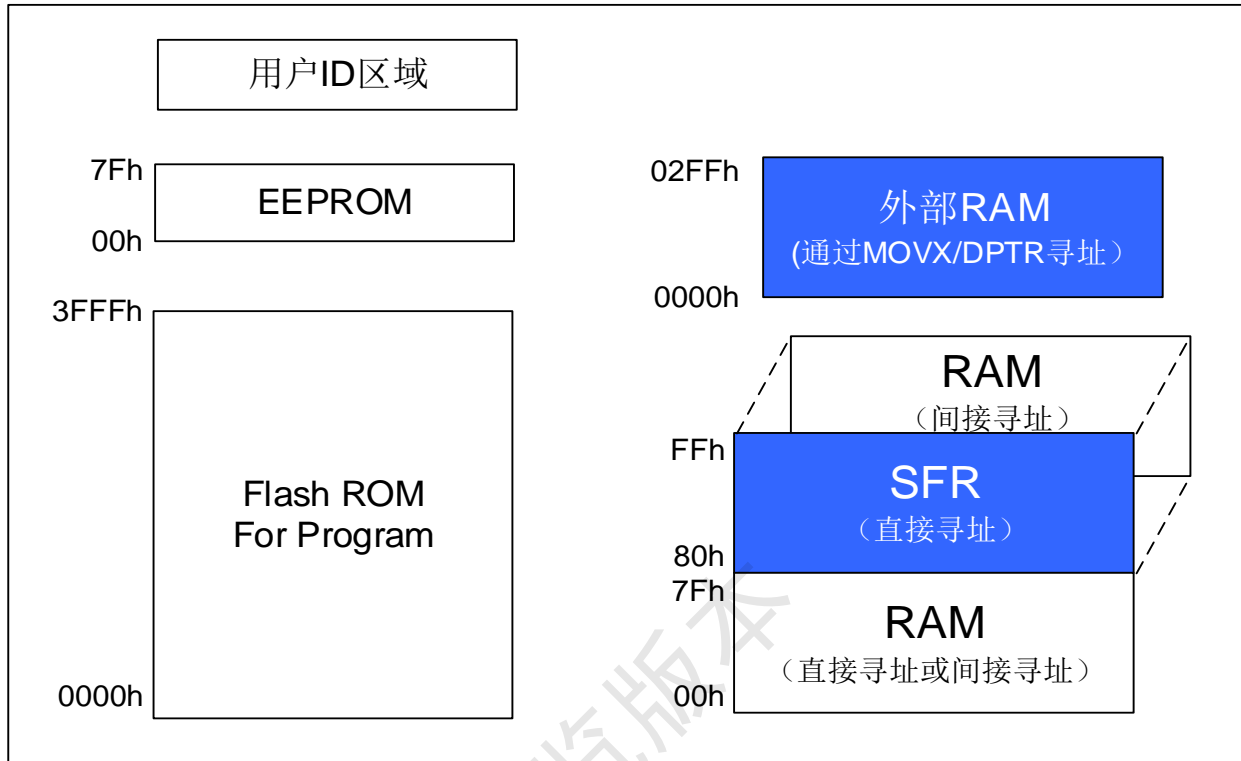 用户ID区域
7Fh
EEPROM
00h
3FFFh
Flash ROM
For Program
0000h
02FFh
外部RAM
(通过MOVX/DPTR寻址）
0000h
RAM
（间接寻址）
FFh
SFR
（直接寻址）
80h
7Fh
RAM
（直接寻址或间接寻址）
00h
览版本